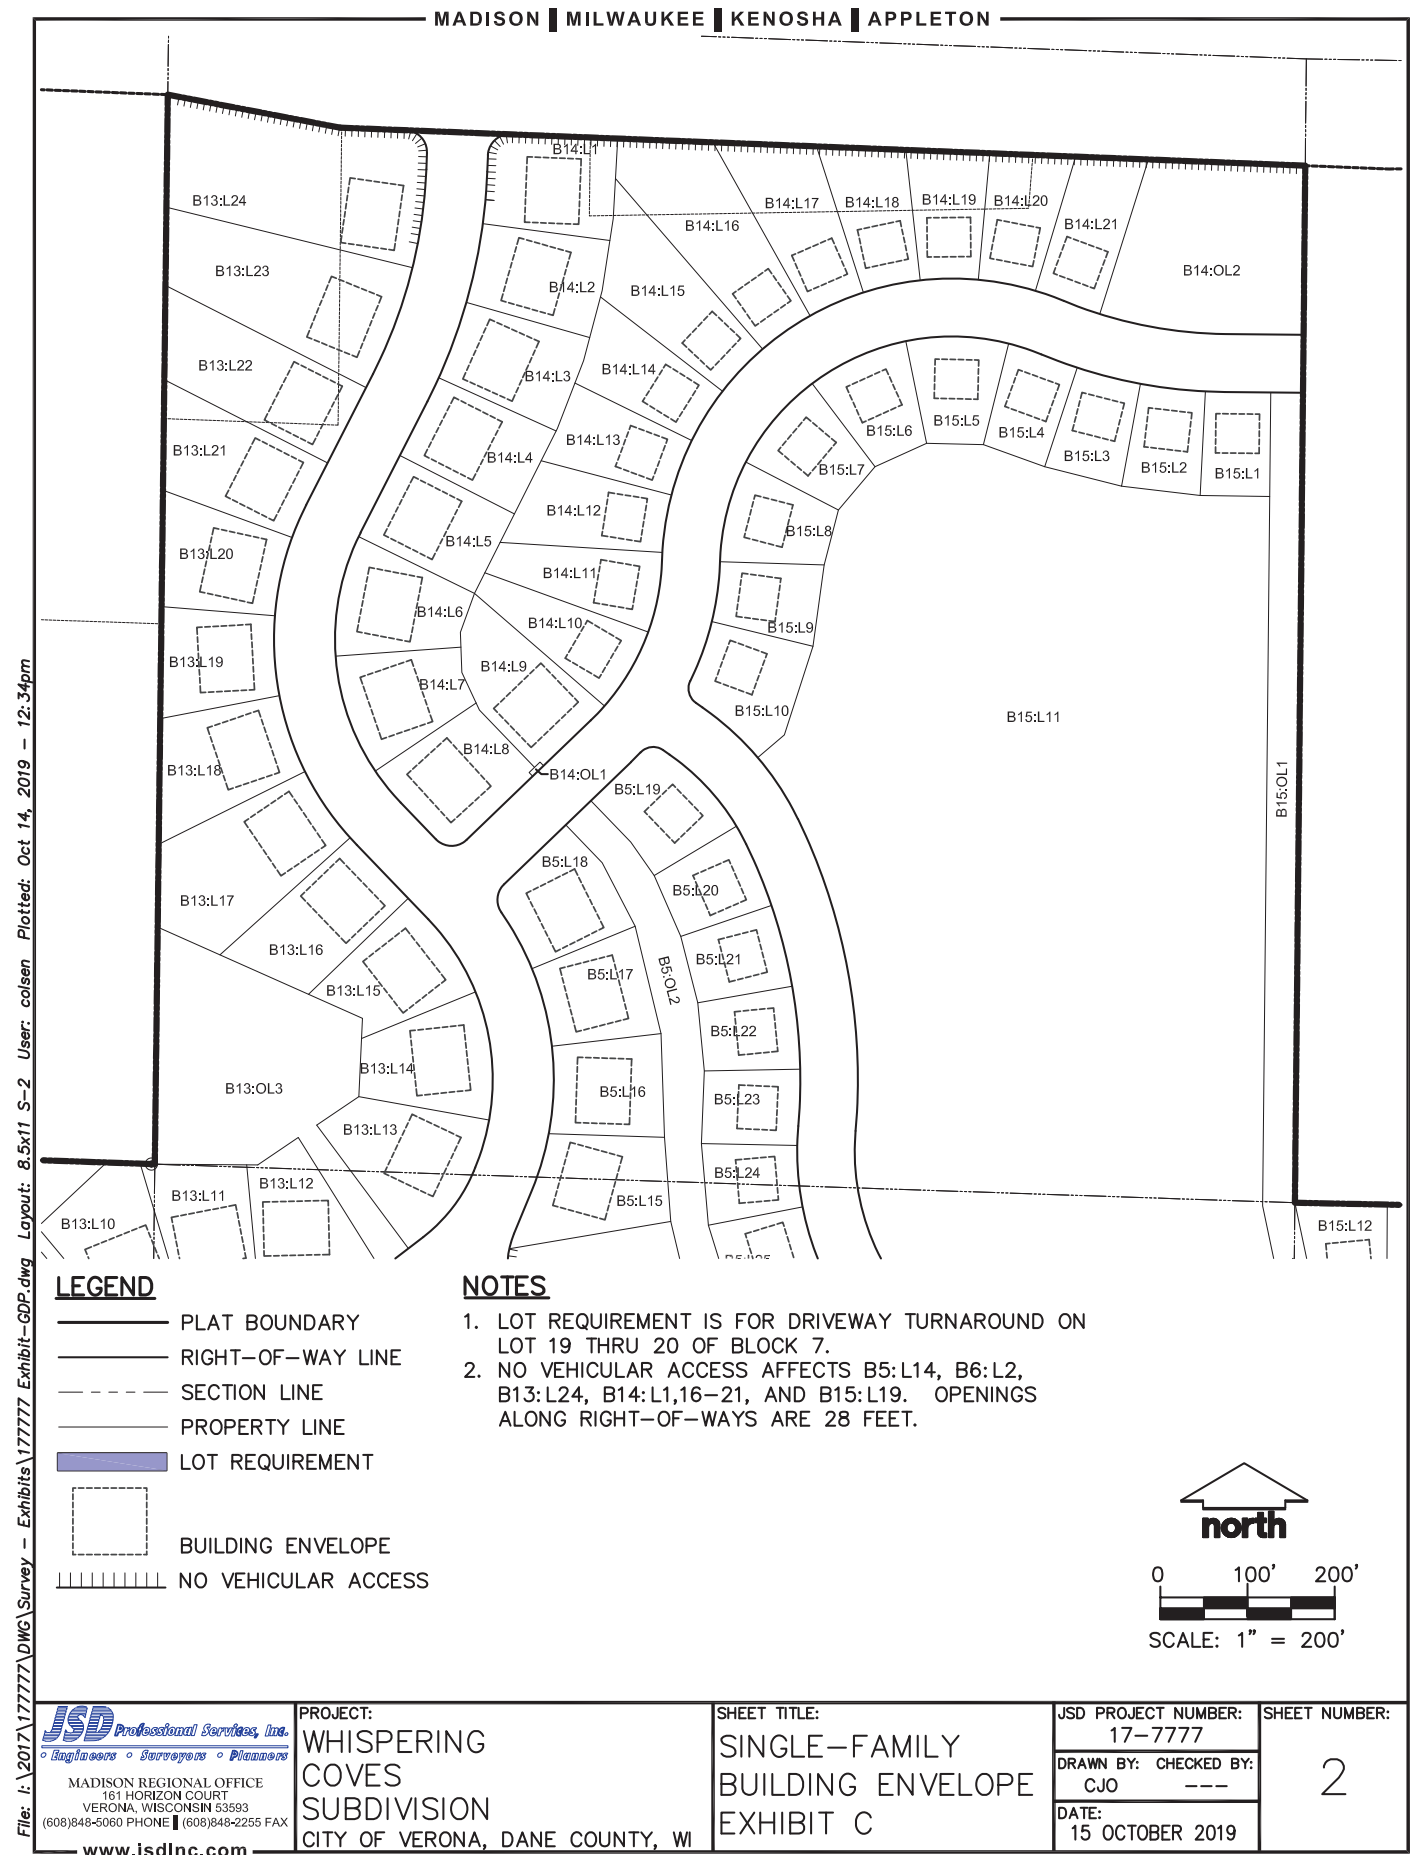 MADISON MILWAUKEE KENOSHA APPLETON
B14:L1
B13:L24
B14:L17 B14:L18 B14:L19 B14:L20
B14:L16
B14:L21
B13:L23
B14:OL2
B14:L2
B14:L15
B13:L22
B14:L3
B14:L14
B15:L6
B15:L5
B15:L4
B13:L21
B14:L4
B14:L13
B15:L7
B15:L3
B15:L2
B15:L1
B14:L12
B15:L8
B13:L20
B14:L5
B14:L11
B14:L6
B14:L10
B15:L9
B13:L19
B14:L9
B14:L7
B15:L10
B15:L11
B14:L8
B13:L18
B14:OL1
B5:L19
B15:OL1
B5:L18
B5:L20
B13:L17
B13:L16
B5:L21
B5:L17
B5:OL2
B13:L15
B5:L22
B13:L14
B13:OL3
B5:L16
B5:L23
B13:L13
B5:L24
B13:L12
B13:L11
B5:L15
B13:L10
B15:L12
B5:L25
File: I:\2017\177777\DWG\Survey - Exhibits\177777 Exhibit-GDP.dwg Layout: 8.5x11 S-2 User: colsen Plotted: Oct 14, 2019 - 12:34pm
LEGEND
PLAT BOUNDARY
RIGHT-OF-WAY LINE
SECTION LINE
PROPERTY LINE
LOT REQUIREMENT
BUILDING ENVELOPE
NO VEHICULAR ACCESS
NOTES
1. LOT REQUIREMENT IS FOR DRIVEWAY TURNAROUND ON
LOT 19 THRU 20 OF BLOCK 7.
2. NO VEHICULAR ACCESS AFFECTS B5:L14, B6:L2,
B13:L24, B14:L1,16-21, AND B15:L19. OPENINGS
ALONG RIGHT-OF-WAYS ARE 28 FEET.
north
0 100' 200'
SCALE: 1" = 200'
JSD Professional Services, Inc.
• Engineers • Surveyors • Planners
MADISON REGIONAL OFFICE
161 HORIZON COURT
VERONA, WISCONSIN 53593
(608)848-5060 PHONE (608)848-2255 FAX
www.jsdinc.com
PROJECT:
WHISPERING
COVES
SUBDIVISION
CITY OF VERONA, DANE COUNTY, WI
SHEET TITLE:
SINGLE-FAMILY
BUILDING ENVELOPE
EXHIBIT C
JSD PROJECT NUMBER:
17-7777
DRAWN BY: CHECKED BY:
CJO ---
DATE:
15 OCTOBER 2019
SHEET NUMBER:
2